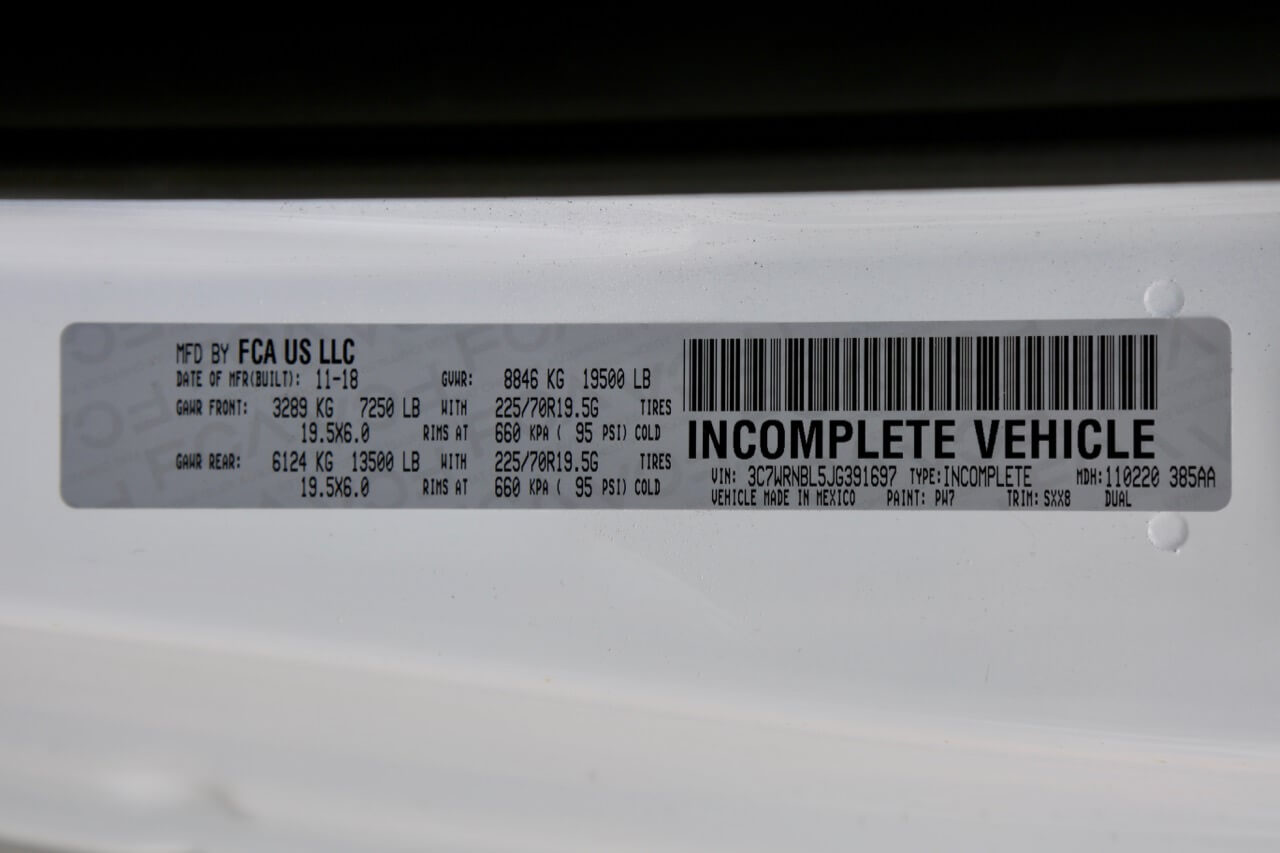 MFD BY FCA US LLC
DATE OF MFR(BUILT): 11-18 GVWR: 8846 KG 19500 LB
GAWR FRONT: 3289 KG 7250 LB WITH 225/70R19.5G TIRES
19.5X6.0 RIMS AT 660 KPA ( 95 PSI) COLD
GAWR REAR: 6124 KG 13500 LB WITH 225/70R19.5G TIRES
19.5X6.0 RIMS AT 660 KPA ( 95 PSI) COLD
INCOMPLETE VEHICLE
VIN: 3C7WRNBL5JG391697 TYPE:INCOMPLETE MDH:110220 385AA
VEHICLE MADE IN MEXICO PAINT: PW7 TRIM: SXX8 DUAL